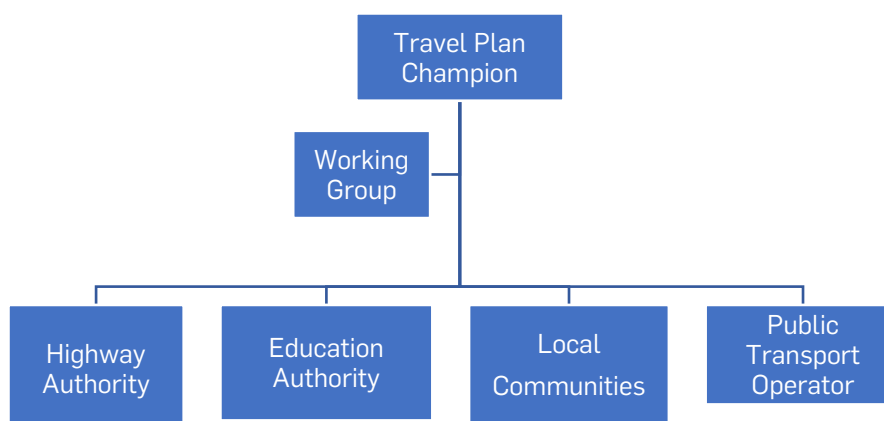 Travel Plan
Champion
Working
Group
Highway
Authority
Education
Authority
Local
Communities
Public
Transport
Operator